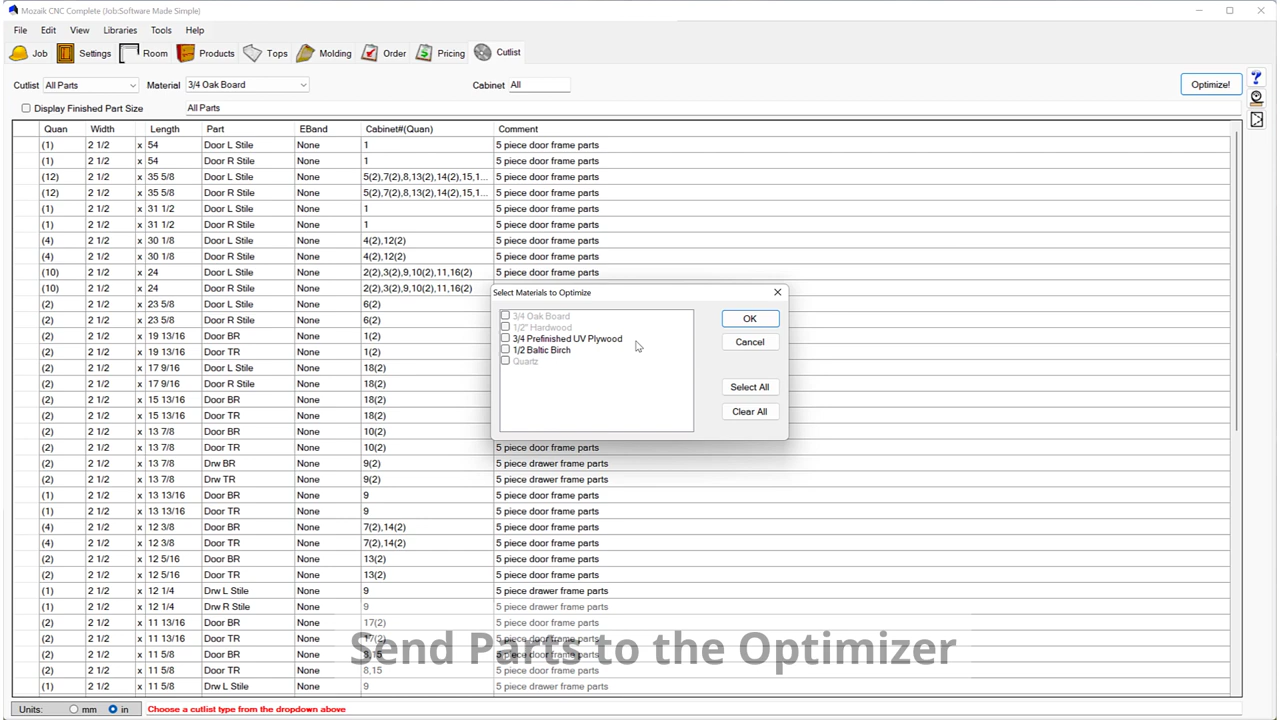 Mozaik CNC Complete (Job:Software Made Simple)
File Edit View Libraries Tools Help
Job Settings Room Products Tops Molding Order Pricing Cutlist
Cutlist All Parts Material 3/4 Oak Board Cabinet All Optimize!
Display Finished Part Size All Parts
Quan Width Length Part EBand Cabinet#(Quan) Comment
(1) 2 1/2 x 54 Door L Stile None 1 5 piece door frame parts
(1) 2 1/2 x 54 Door R Stile None 1 5 piece door frame parts
(12) 2 1/2 x 35 5/8 Door L Stile None 5(2),7(2),8,13(2),14(2),15,1... 5 piece door frame parts
(12) 2 1/2 x 35 5/8 Door R Stile None 5(2),7(2),8,13(2),14(2),15,1... 5 piece door frame parts
(1) 2 1/2 x 31 1/2 Door L Stile None 1 5 piece door frame parts
(1) 2 1/2 x 31 1/2 Door R Stile None 1 5 piece door frame parts
(4) 2 1/2 x 30 1/8 Door L Stile None 4(2),12(2) 5 piece door frame parts
(4) 2 1/2 x 30 1/8 Door R Stile None 4(2),12(2) 5 piece door frame parts
(10) 2 1/2 x 24 Door L Stile None 2(2),3(2),9,10(2),11,16(2) 5 piece door frame parts
(10) 2 1/2 x 24 Door R Stile None 2(2),3(2),9,10(2),11,16(2)
(2) 2 1/2 x 23 5/8 Door L Stile None 6(2)
(2) 2 1/2 x 23 5/8 Door R Stile None 6(2)
(2) 2 1/2 x 19 13/16 Door BR None 1(2)
(2) 2 1/2 x 19 13/16 Door TR None 1(2)
(2) 2 1/2 x 17 9/16 Door L Stile None 18(2)
(2) 2 1/2 x 17 9/16 Door R Stile None 18(2)
(2) 2 1/2 x 15 13/16 Door BR None 18(2)
(2) 2 1/2 x 15 13/16 Door TR None 18(2)
(2) 2 1/2 x 13 7/8 Door BR None 10(2)
(2) 2 1/2 x 13 7/8 Door TR None 10(2) 5 piece door frame parts
(2) 2 1/2 x 13 7/8 Drw BR None 9(2) 5 piece drawer frame parts
(2) 2 1/2 x 13 7/8 Drw TR None 9(2) 5 piece drawer frame parts
(1) 2 1/2 x 13 13/16 Door BR None 9 5 piece door frame parts
(1) 2 1/2 x 13 13/16 Door TR None 9 5 piece door frame parts
(4) 2 1/2 x 12 3/8 Door BR None 7(2),14(2) 5 piece door frame parts
(4) 2 1/2 x 12 3/8 Door TR None 7(2),14(2) 5 piece door frame parts
(2) 2 1/2 x 12 5/16 Door BR None 13(2) 5 piece door frame parts
(2) 2 1/2 x 12 5/16 Door TR None 13(2) 5 piece door frame parts
(1) 2 1/2 x 12 1/4 Drw L Stile None 9 5 piece drawer frame parts
(1) 2 1/2 x 12 1/4 Drw R Stile None 9 5 piece drawer frame parts
(2) 2 1/2 x 11 13/16 Door BR None 17(2) 5 piece door frame parts
(2) 2 1/2 x 11 13/16 Door TR None 17(2) 5 piece door frame parts
(2) 2 1/2 x 11 5/8 Door BR None 8,15 5 piece door frame parts
(2) 2 1/2 x 11 5/8 Door TR None 8,15 5 piece door frame parts
(1) 2 1/2 x 11 5/8 Drw L Stile None 9 5 piece drawer frame parts
Select Materials to Optimize
3/4 Oak Board
1/2" Hardwood
3/4 Prefinished UV Plywood
1/2 Baltic Birch
Quartz
OK
Cancel
Select All
Clear All
Send Parts to the Optimizer
Units: mm in Choose a cutlist type from the dropdown above